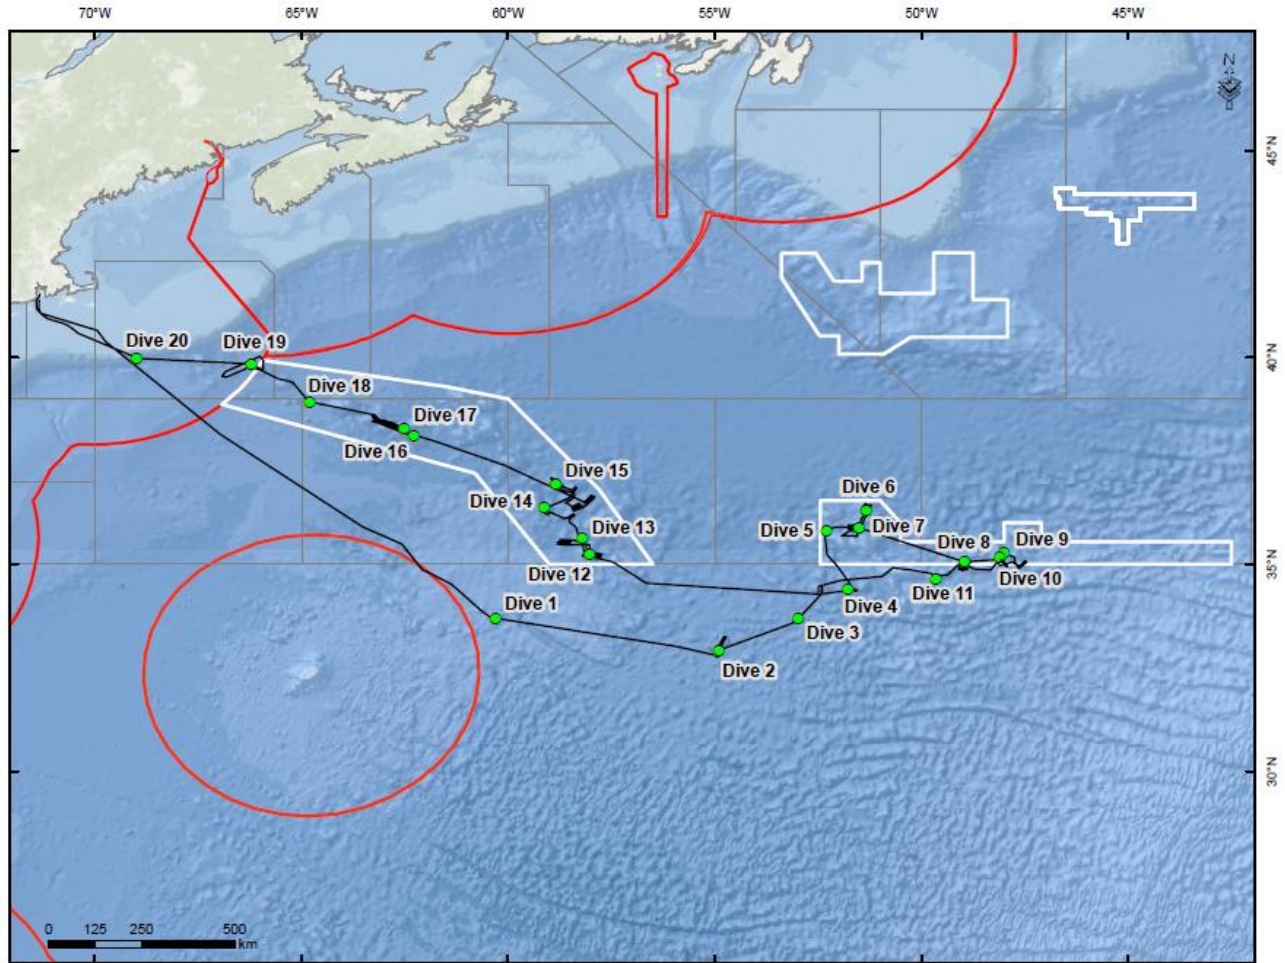 70°W 65°W 60°W 55°W 50°W 45°W
N
45°N
Dive 20 Dive 19
40°N
Dive 18
Dive 17
Dive 16
Dive 15
Dive 14
Dive 6
Dive 13
Dive 5 Dive 7
Dive 8 Dive 9
35°N
Dive 12
Dive 10
Dive 11
Dive 1
Dive 4
Dive 3
Dive 2
30°N
0 125 250 500
km